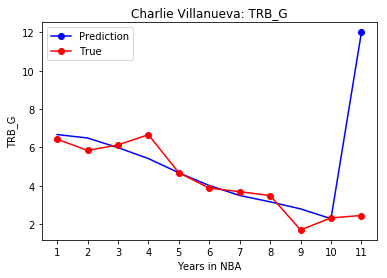 Charlie Villanueva: TRB_G
Prediction
True
12
10
8
6
4
2
TRB_G
1 2 3 4 5 6 7 8 9 10 11
Years in NBA